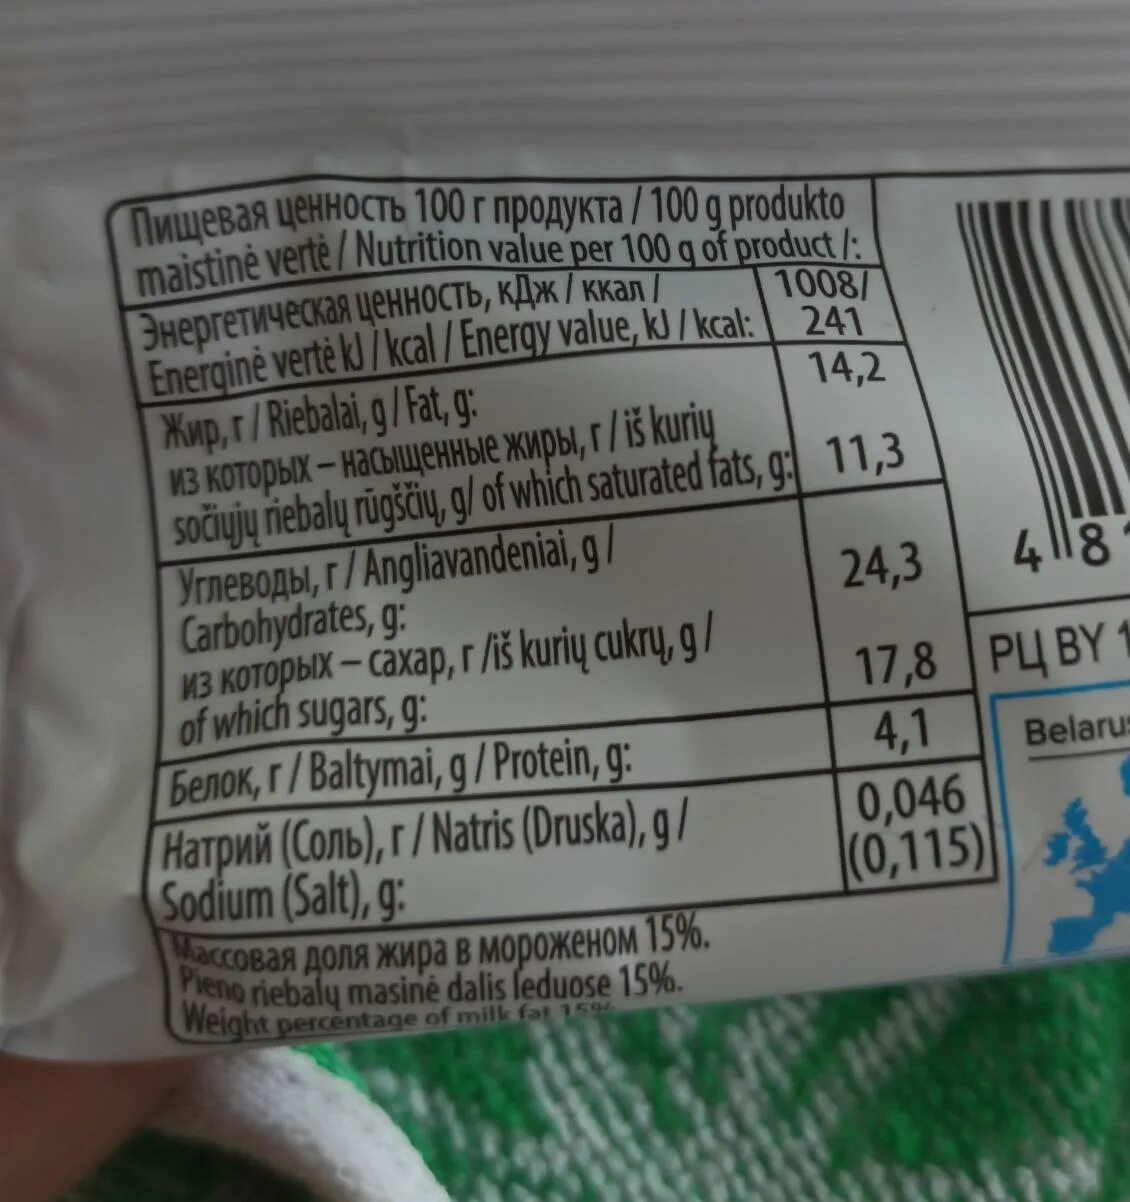 Пищевая ценность 100 г продукта / 100 g produkto
maistinė vertė / Nutrition value per 100 g of product /:
Энергетическая ценность, кДж / ккал /
Energinė vertė kJ / kcal / Energy value, kJ / kcal:
1008/
241
Жир, г / Riebalai, g / Fat, g:
14,2
из которых – насыщенные жиры, г / iš kurių
sočiųjų riebalų rūgščių, g/ of which saturated fats, g:
11,3
Углеводы, г / Angliavandeniai, g /
Carbohydrates, g:
24,3
из которых – сахар, г /iš kurių cukrų, g /
of which sugars, g:
17,8
Белок, г / Baltymai, g / Protein, g:
4,1
Натрий (Соль), г / Natris (Druska), g /
Sodium (Salt), g:
0,046
(0,115)
Массовая доля жира в мороженом 15%.
Pieno riebalų masinė dalis leduose 15%.
Weight percentage of milk fat 15%
4 8
РЦ BY 1
Belarus